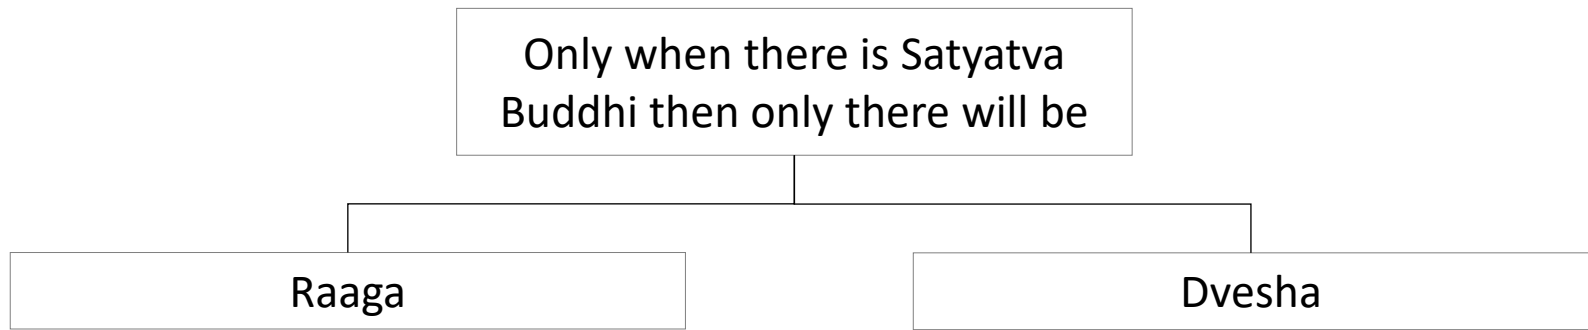 Only when there is Satyatva
Buddhi then only there will be
Raaga
Dvesha